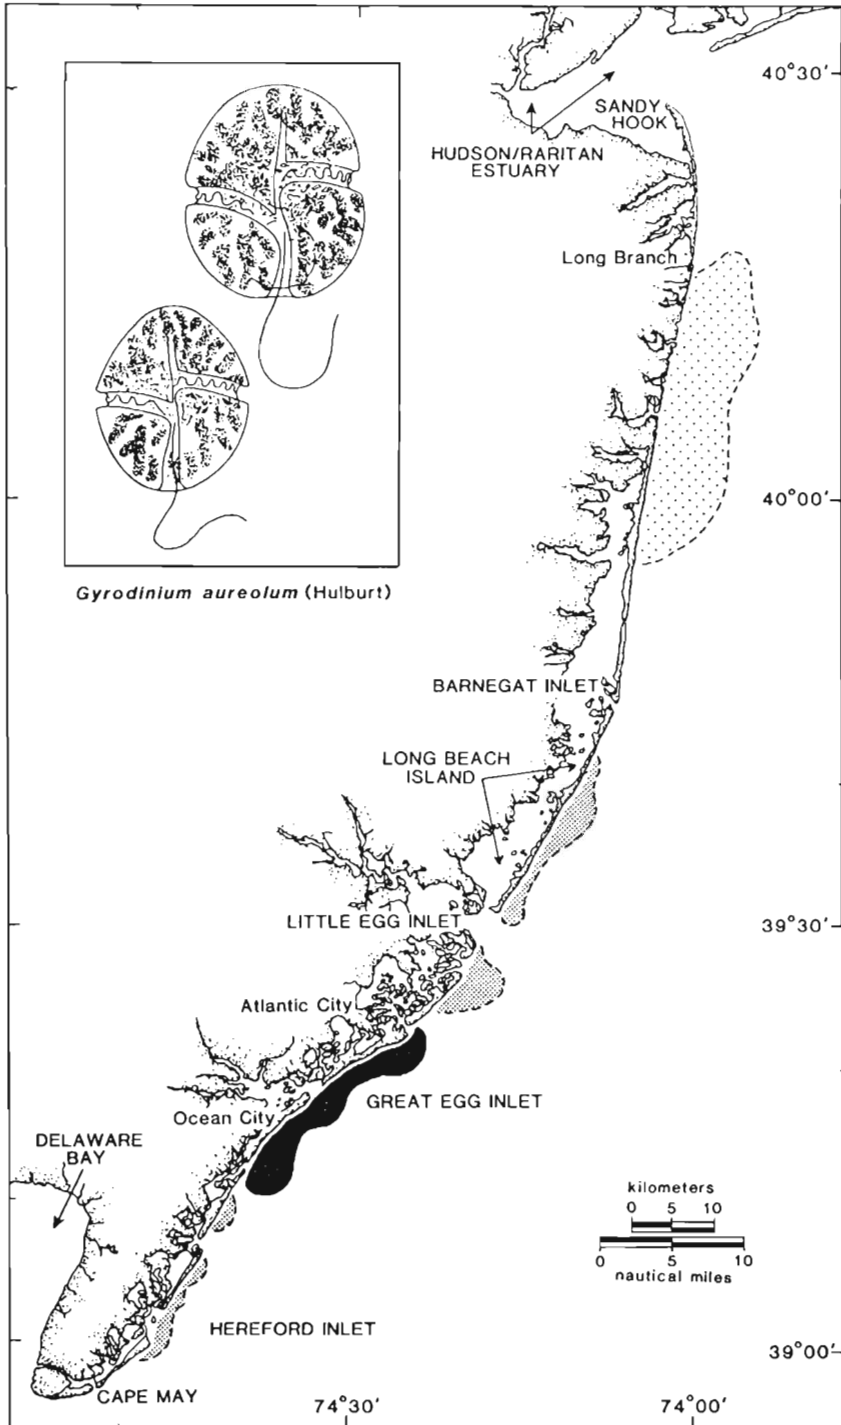 40°30'
SANDY
HOOK
HUDSON/RARITAN
ESTUARY
Long Branch
40°00'
Gyrodinium aureolum (Hulburt)
BARNEGAT INLET
LONG BEACH
ISLAND
LITTLE EGG INLET
39°30'
Atlantic City
GREAT EGG INLET
Ocean City
DELAWARE
BAY
kilometers
0 5 10
0 5 10
nautical miles
HEREFORD INLET
39°00'
CAPE MAY
74°30' 74°00'